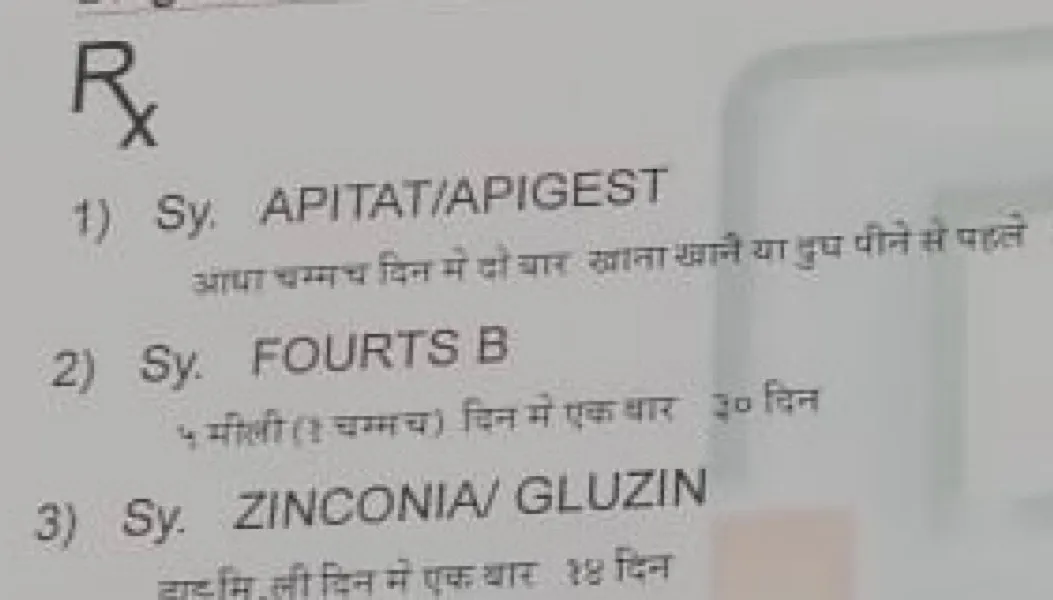 Rx
1) Sy. APITAT/APIGEST
आधा चम्मच दिन मे दो बार खाना खाने या दुध पीने से पहले
2) Sy. FOURTS B
५ मीली (१ चम्मच) दिन मे एक बार ३० दिन
3) Sy. ZINCONIA/ GLUZIN
मि.ली दिन मे एक बार १४ दिन